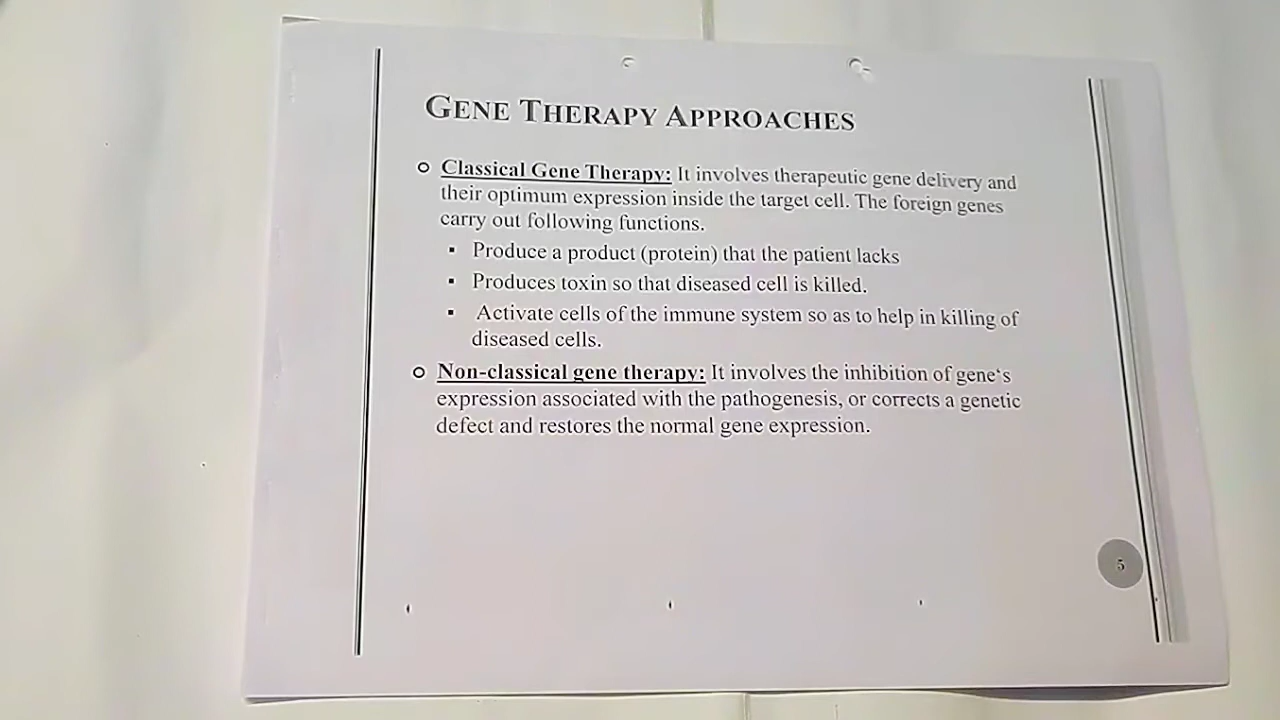 GENE THERAPY APPROACHES
Classical Gene Therapy: It involves therapeutic gene delivery and
their optimum expression inside the target cell. The foreign genes
carry out following functions.
▪ Produce a product (protein) that the patient lacks
▪ Produces toxin so that diseased cell is killed.
▪ Activate cells of the immune system so as to help in killing of
diseased cells.
Non-classical gene therapy: It involves the inhibition of gene‘s
expression associated with the pathogenesis, or corrects a genetic
defect and restores the normal gene expression.
5